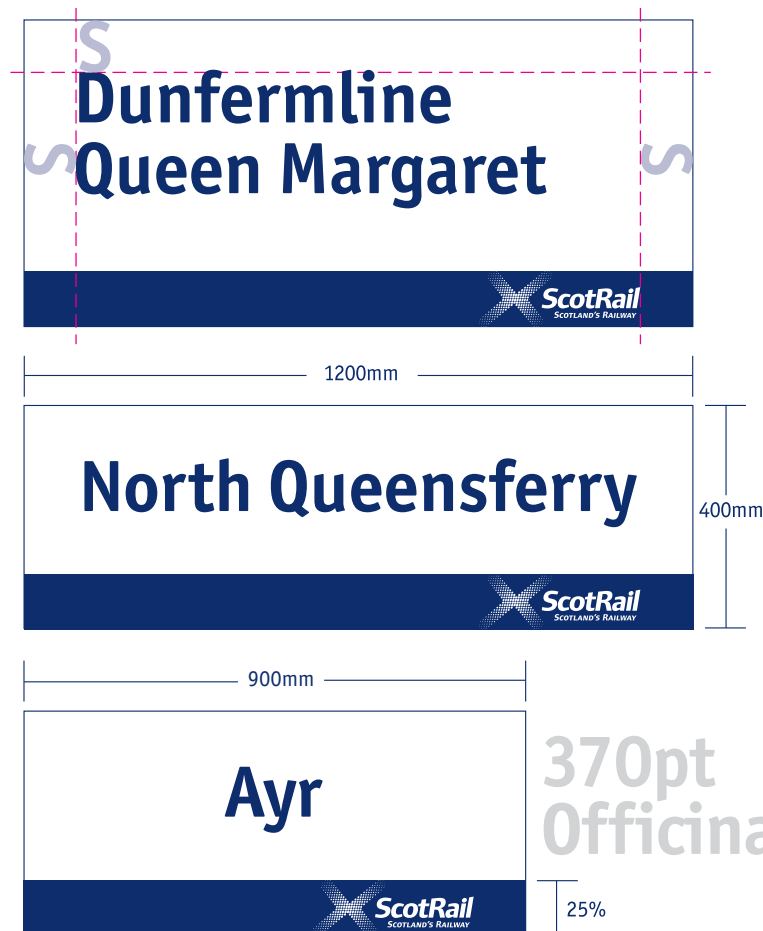 S
Dunfermline
S
Queen Margaret
S
ScotRail
SCOTLAND'S RAILWAY
1200mm
North Queensferry
400mm
ScotRail
SCOTLAND'S RAILWAY
900mm
370pt
Ayr
Officina
ScotRail
SCOTLAND'S RAILWAY
25%